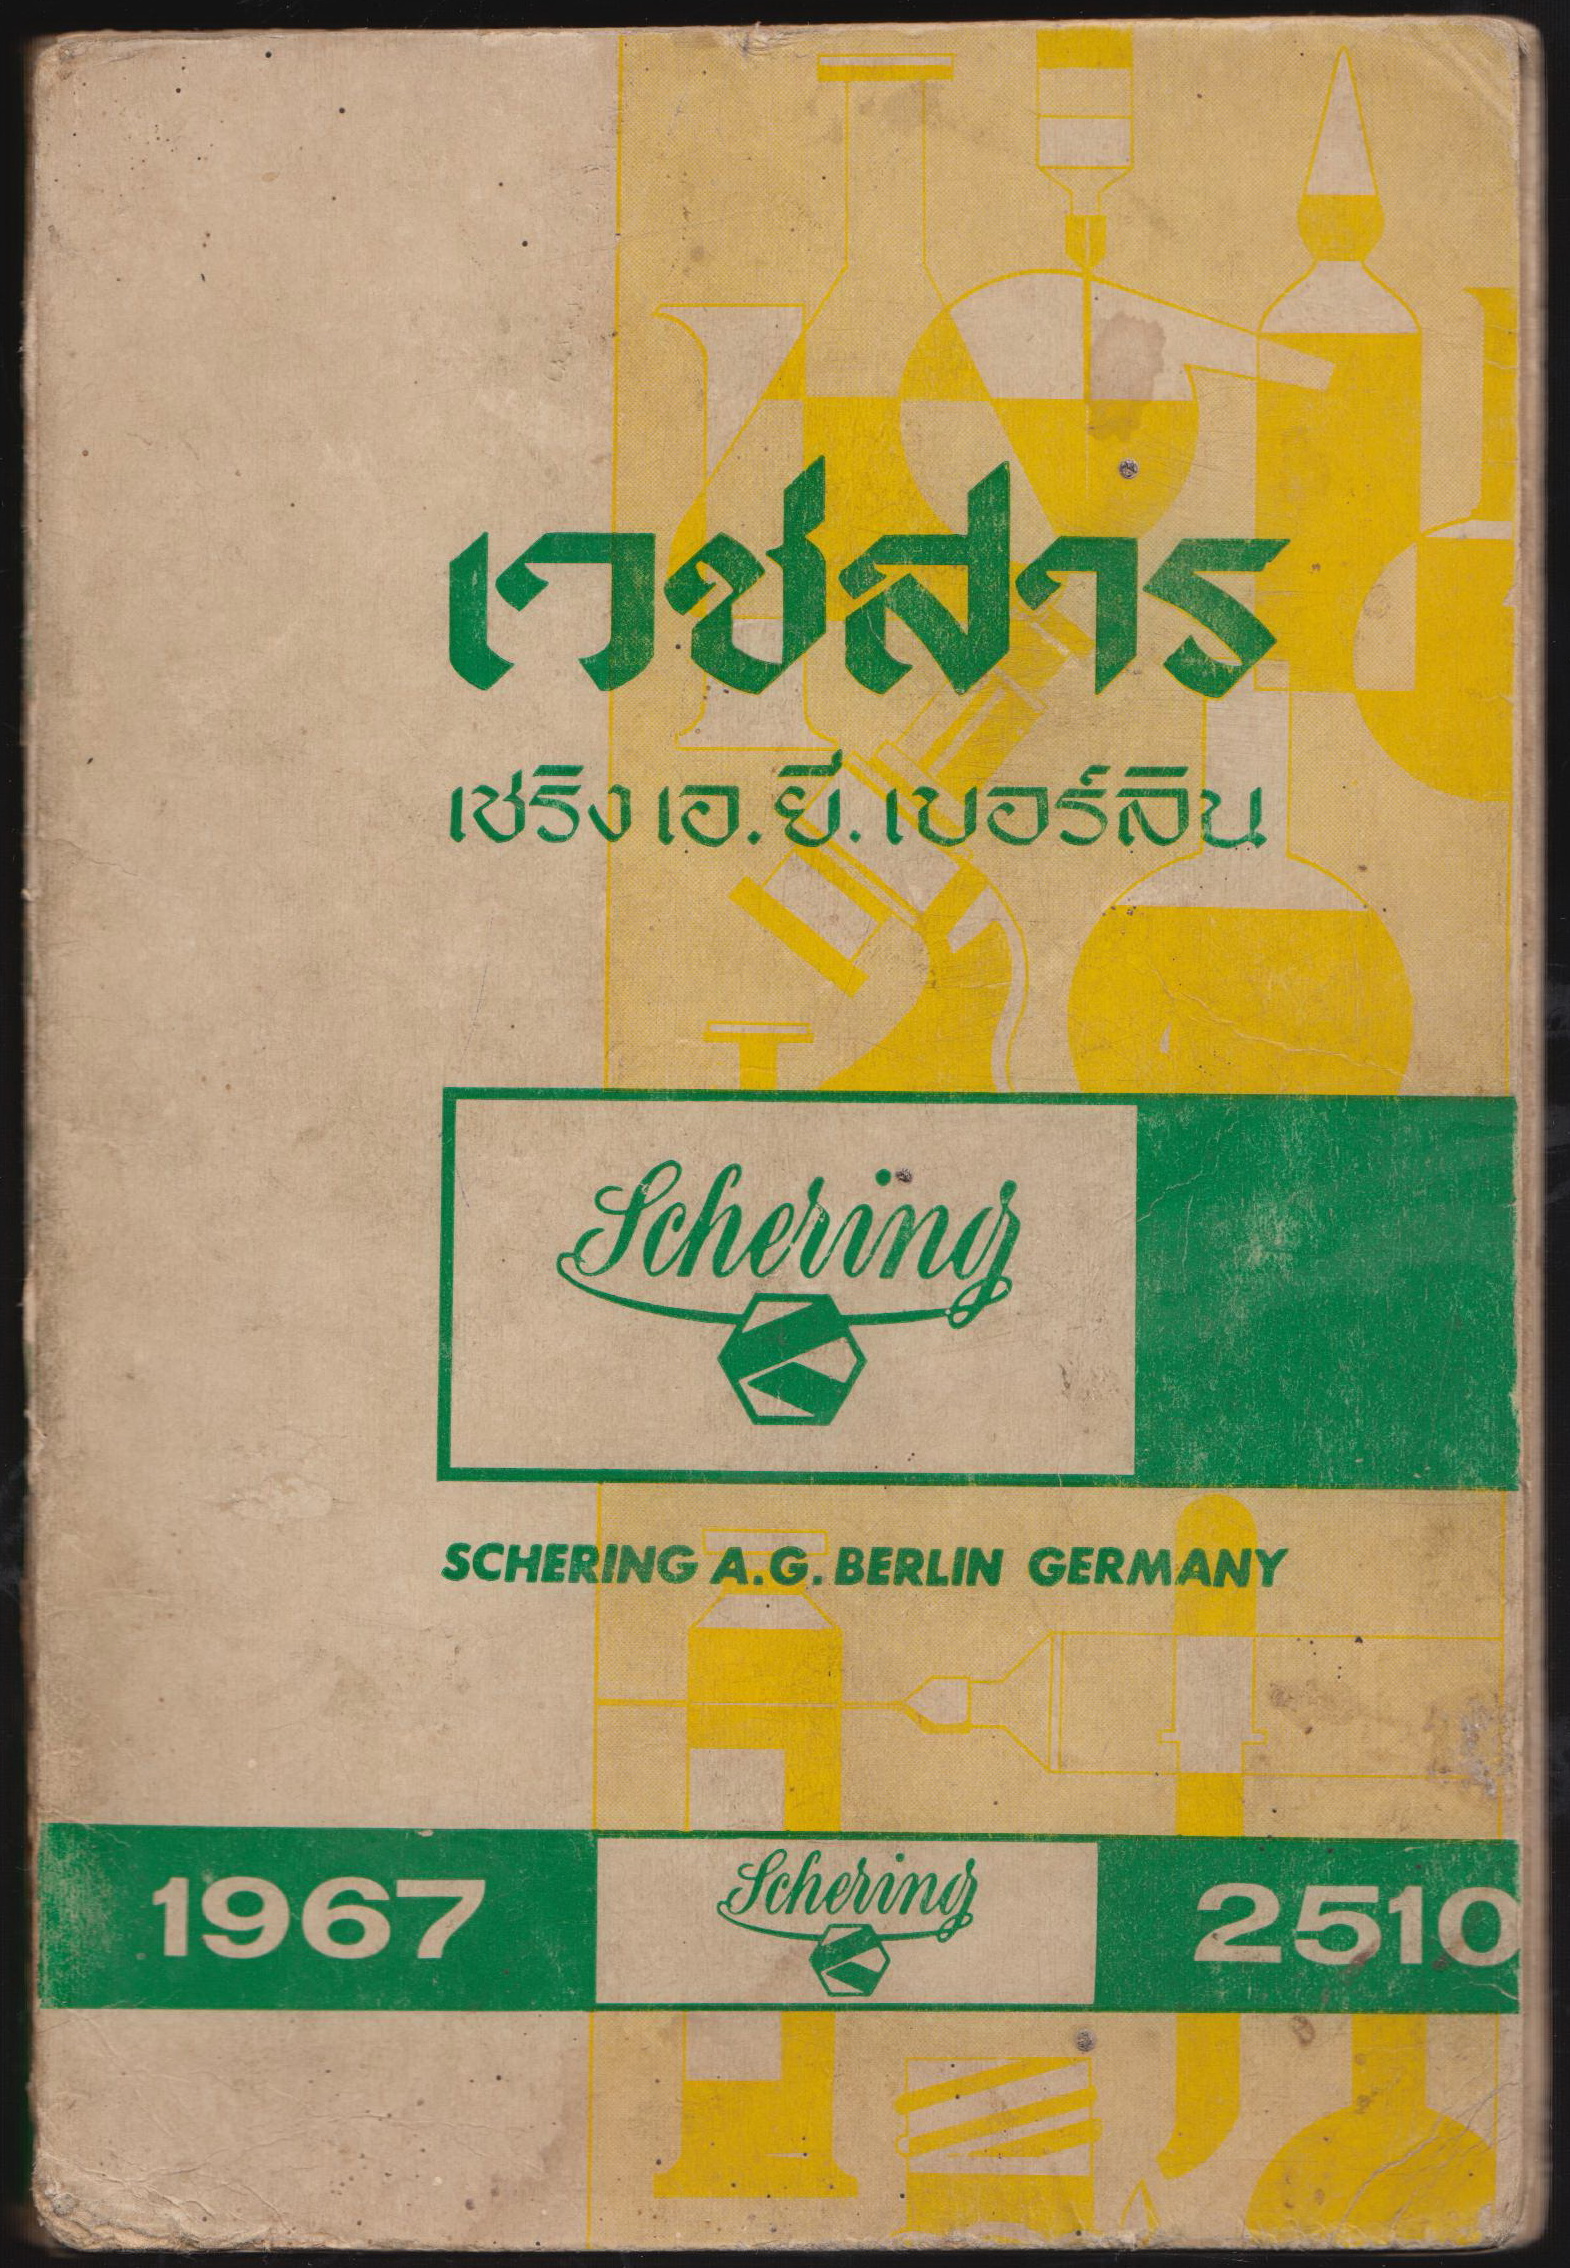 เวชสาร
เชริง เอ. ยี. เบอร์ลิน
Schering
SCHERING A.G. BERLIN GERMANY
1967 Schering 2510